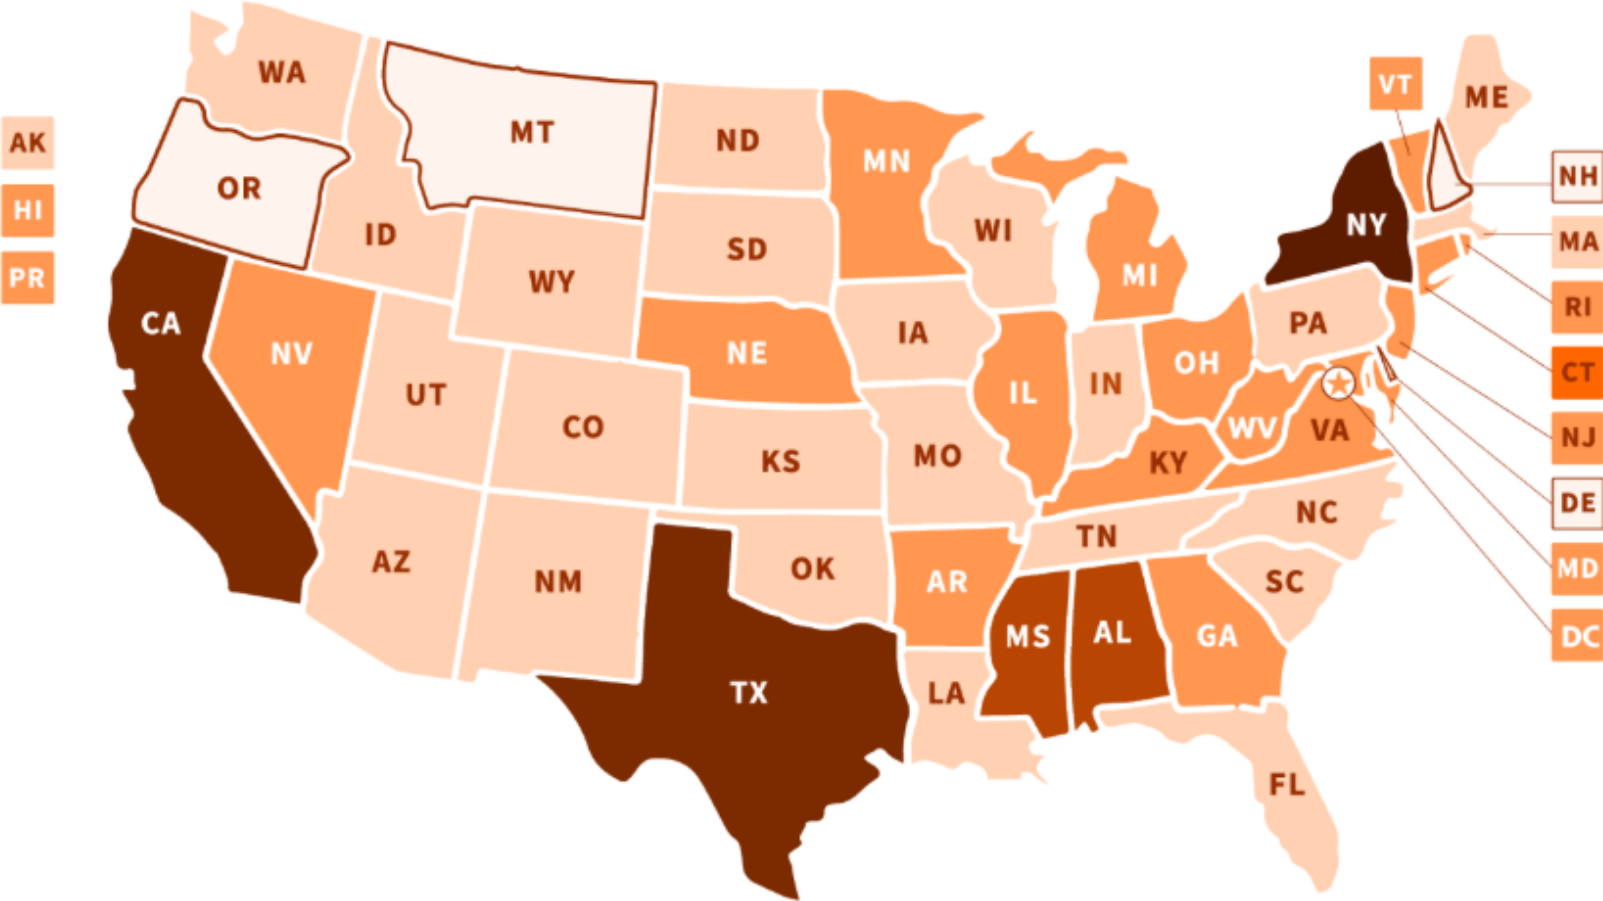 WA
MT
ND
MN
VT
ME
AK
OR
ID
SD
WI
NY
NH
HI
WY
MI
MA
PR
CA
NV
NE
IA
PA
RI
UT
CO
IL
IN
OH
CT
KS
MO
KY
WV
VA
NJ
AZ
NM
OK
AR
TN
NC
DE
TX
LA
MS
AL
GA
SC
MD
FL
DC